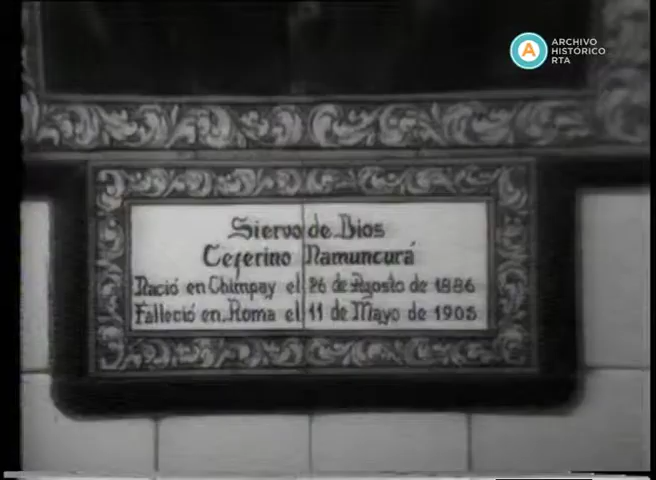 A
ARCHIVO
HISTÓRICO
RTA
Siervo de Dios
Ceferino Namuncurá
Nació en Chimpay el 26 de Agosto de 1886
Falleció en Roma el 11 de Mayo de 1905